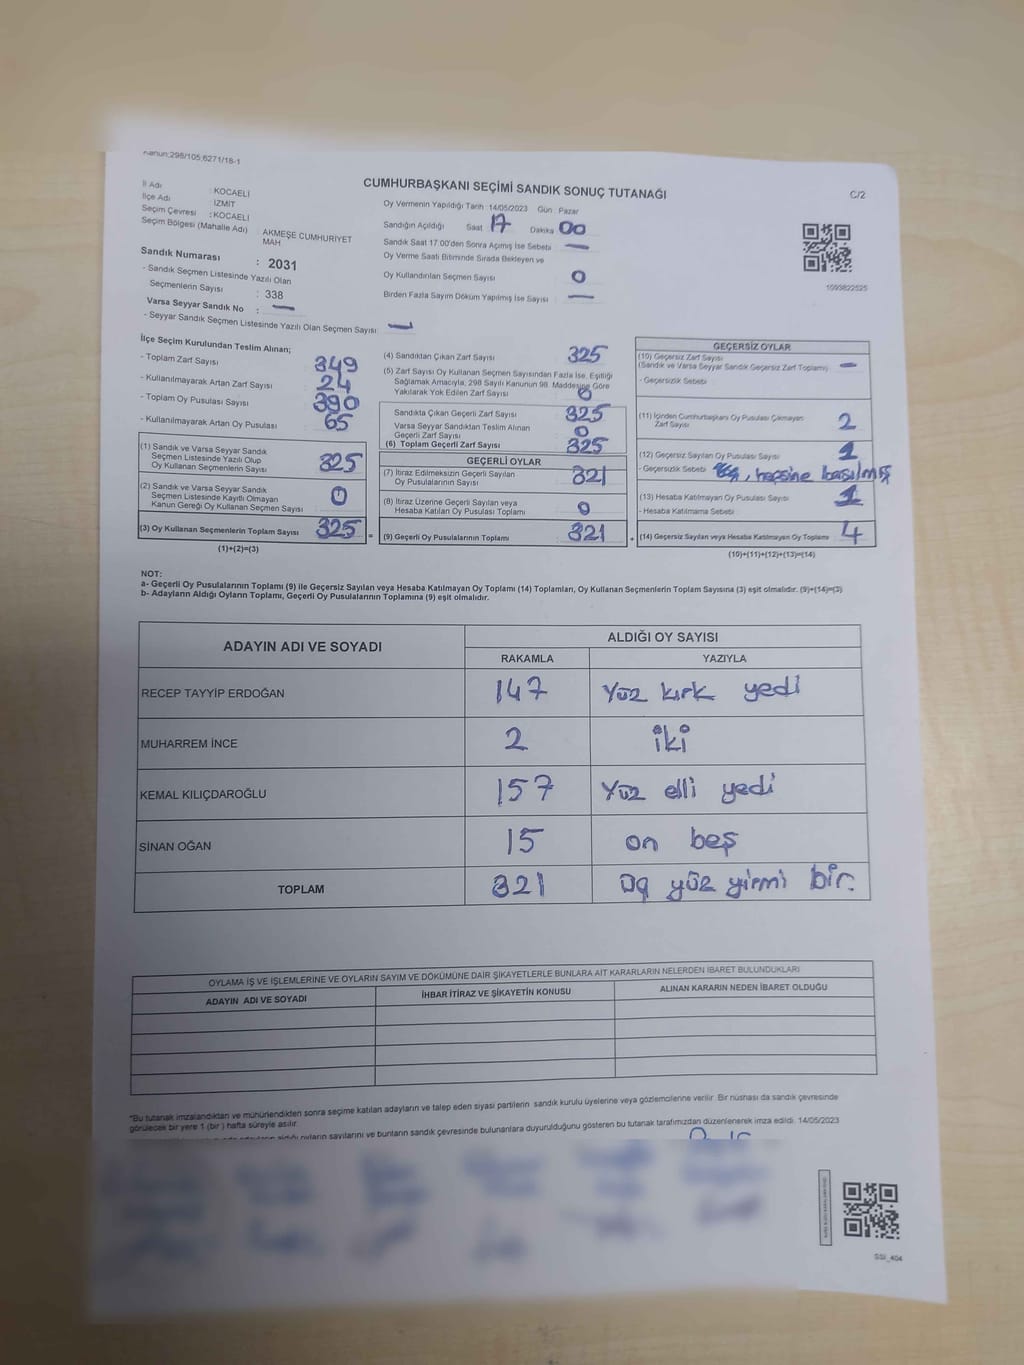 Kanun:298/105;6271/18-1
CUMHURBAŞKANI SEÇİMİ SANDIK SONUÇ TUTANAĞI
C/2
İl Adı : KOCAELİ
İlçe Adı İZMİT
Seçim Çevresi : KOCAELİ
Seçim Bölgesi (Mahalle Adı) : AKMEŞE CUMHURİYET
MAH
Sandık Numarası : 2031
- Sandık Seçmen Listesinde Yazılı Olan
Seçmenlerin Sayısı : 338
Varsa Seyyar Sandık No : —
- Seyyar Sandık Seçmen Listesinde Yazılı Olan Seçmen Sayısı: —
Oy Vermenin Yapıldığı Tarih : 14/05/2023 Gün : Pazar
Sandığın Açıldığı Saat 17 Dakika 00
Sandık Saat 17.00'den Sonra Açılmış İse Sebebi —
Oy Verme Saati Bitiminde Sırada Bekleyen ve
Oy Kullandırılan Seçmen Sayısı 0
Birden Fazla Sayım Döküm Yapılmış İse Sayısı : —
1099822525
İlçe Seçim Kurulundan Teslim Alınan;
- Toplam Zarf Sayısı 349
- Kullanılmayarak Artan Zarf Sayısı 24
- Toplam Oy Pusulası Sayısı 390
- Kullanılmayarak Artan Oy Pusulası 65
(1) Sandık ve Varsa Seyyar Sandık
Seçmen Listesinde Yazılı Olup
Oy Kullanan Seçmenlerin Sayısı 325
(2) Sandık ve Varsa Seyyar Sandık
Seçmen Listesinde Kayıtlı Olmayan
Kanun Gereği Oy Kullanan Seçmen Sayısı 0
(3) Oy Kullanan Seçmenlerin Toplam Sayısı 325 =
(1)+(2)=(3)
(4) Sandıktan Çıkan Zarf Sayısı 325
(5) Zarf Sayısı Oy Kullanan Seçmen Sayısından Fazla İse, Eşitliği
Sağlamak Amacıyla, 298 Sayılı Kanunun 98. Maddesine Göre
Yakılarak Yok Edilen Zarf Sayısı 0
Sandıkta Çıkan Geçerli Zarf Sayısı 325
Varsa Seyyar Sandıktan Teslim Alınan
Geçerli Zarf Sayısı 0
(6) Toplam Geçerli Zarf Sayısı 325
GEÇERLİ OYLAR
(7) İtiraz Edilmeksizin Geçerli Sayılan
Oy Pusulalarının Sayısı 321
(8) İtiraz Üzerine Geçerli Sayılan veya
Hesaba Katılan Oy Pusulası Toplamı 0
(9) Geçerli Oy Pusulalarının Toplamı 321 +
GEÇERSİZ OYLAR
(10) Geçersiz Zarf Sayısı
(Sandık ve Varsa Seyyar Sandık Geçersiz Zarf Toplamı) —
- Geçersizlik Sebebi
(11) İçinden Cumhurbaşkanı Oy Pusulası Çıkmayan
Zarf Sayısı 2
(12) Geçersiz Sayılan Oy Pusulası Sayısı 1
- Geçersizlik Sebebi , hepsine basılmış
(13) Hesaba Katılmayan Oy Pusulası Sayısı 1
- Hesaba Katılmama Sebebi
(14) Geçersiz Sayılan veya Hesaba Katılmayan Oy Toplamı 4
(10)+(11)+(12)+(13)=(14)
NOT:
a- Geçerli Oy Pusulalarının Toplamı (9) ile Geçersiz Sayılan veya Hesaba Katılmayan Oy Toplamı (14) Toplamları, Oy Kullanan Seçmenlerin Toplam Sayısına (3) eşit olmalıdır. (9)+(14)=(3)
b- Adayların Aldığı Oyların Toplamı, Geçerli Oy Pusulalarının Toplamına (9) eşit olmalıdır.
ADAYIN ADI VE SOYADI ALDIĞI OY SAYISI
RAKAMLA YAZIYLA
RECEP TAYYİP ERDOĞAN 147 Yüz kırk yedi
MUHARREM İNCE 2 iki
KEMAL KILIÇDAROĞLU 157 Yüz elli yedi
SİNAN OĞAN 15 on beş
TOPLAM 321 üç yüz yirmi bir.
OYLAMA İŞ VE İŞLEMLERİNE VE OYLARIN SAYIM VE DÖKÜMÜNE DAİR ŞİKAYETLERLE BUNLARA AİT KARARLARIN NELERDEN İBARET BULUNDUKLARI
ADAYIN ADI VE SOYADI İHBAR İTİRAZ VE ŞİKAYETİN KONUSU ALINAN KARARIN NEDEN İBARET OLDUĞU
*Bu tutanak imzalandıktan ve mühürlendikten sonra seçime katılan adayların ve talep eden siyasi partilerin sandık kurulu üyelerine veya gözlemcilerine verilir. Bir nüshası da sandık çevresinde
görülecek bir yere 1 (bir) hafta süreyle asılır.
aldığı oyların sayılarını ve bunların sandık çevresinde bulunanlara duyurulduğunu gösteren bu tutanak tarafımızdan düzenlenerek imza edildi. 14/05/2023
SSI_404